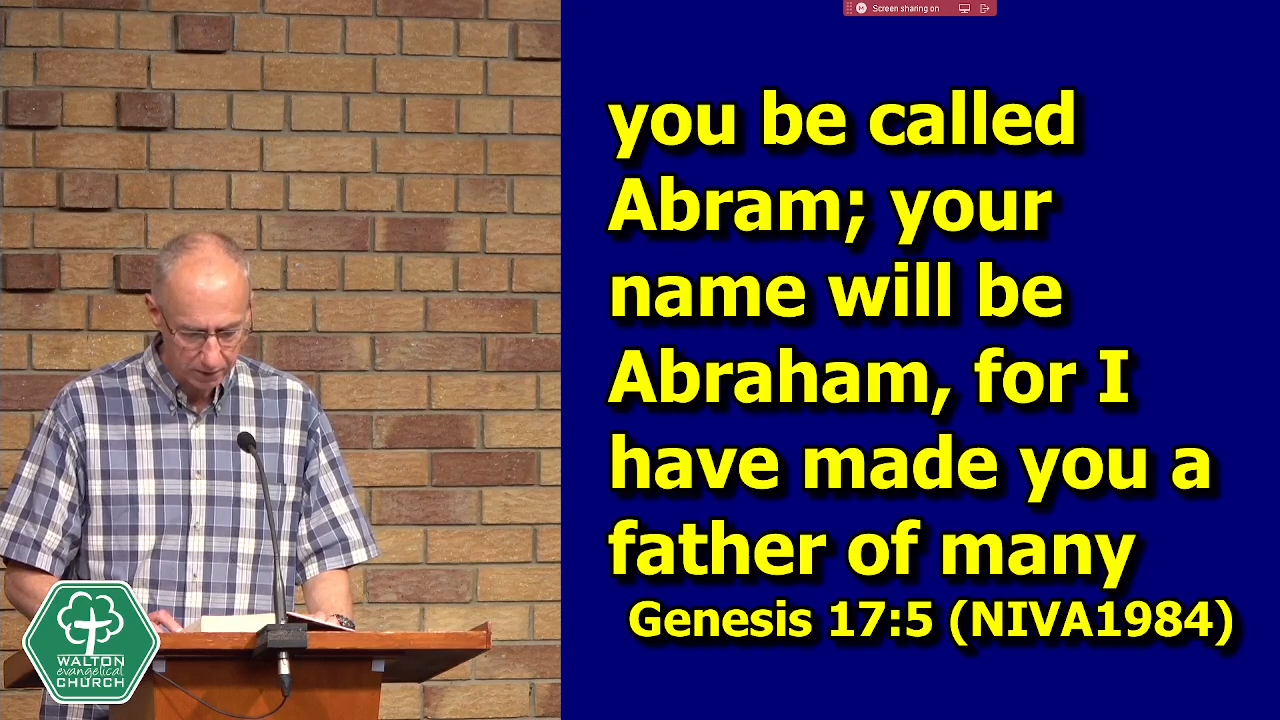 Screen sharing on
you be called
Abram; your
name will be
Abraham, for I
have made you a
father of many
Genesis 17:5 (NIVA1984)
WALTON
evangelical
CHURCH